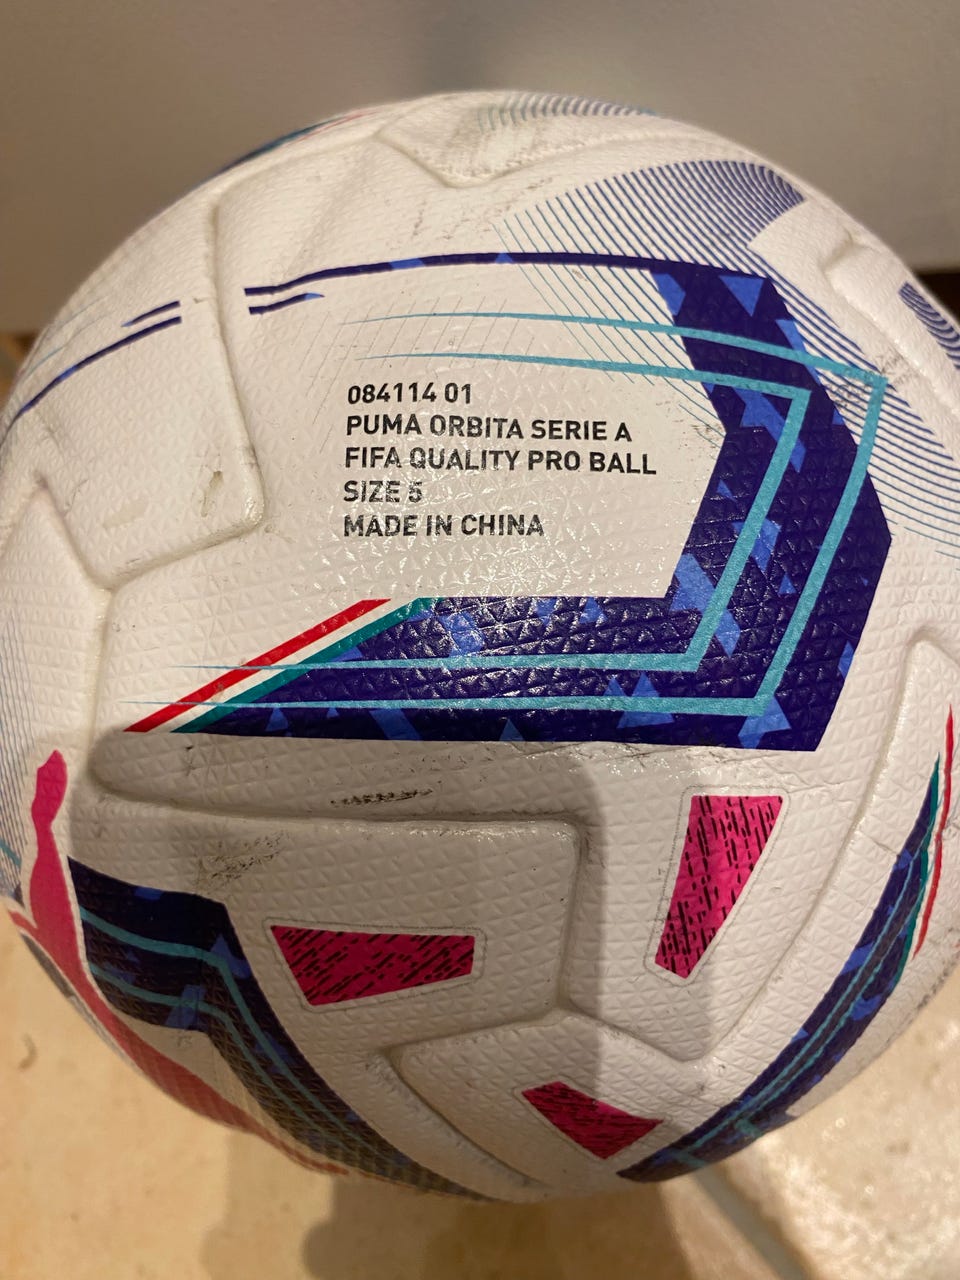 084114 01
PUMA ORBITA SERIE A
FIFA QUALITY PRO BALL
SIZE 5
MADE IN CHINA